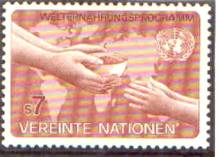 WELTERNÄHRUNGSPROGRAMM
S7
VEREINTE NATIONEN